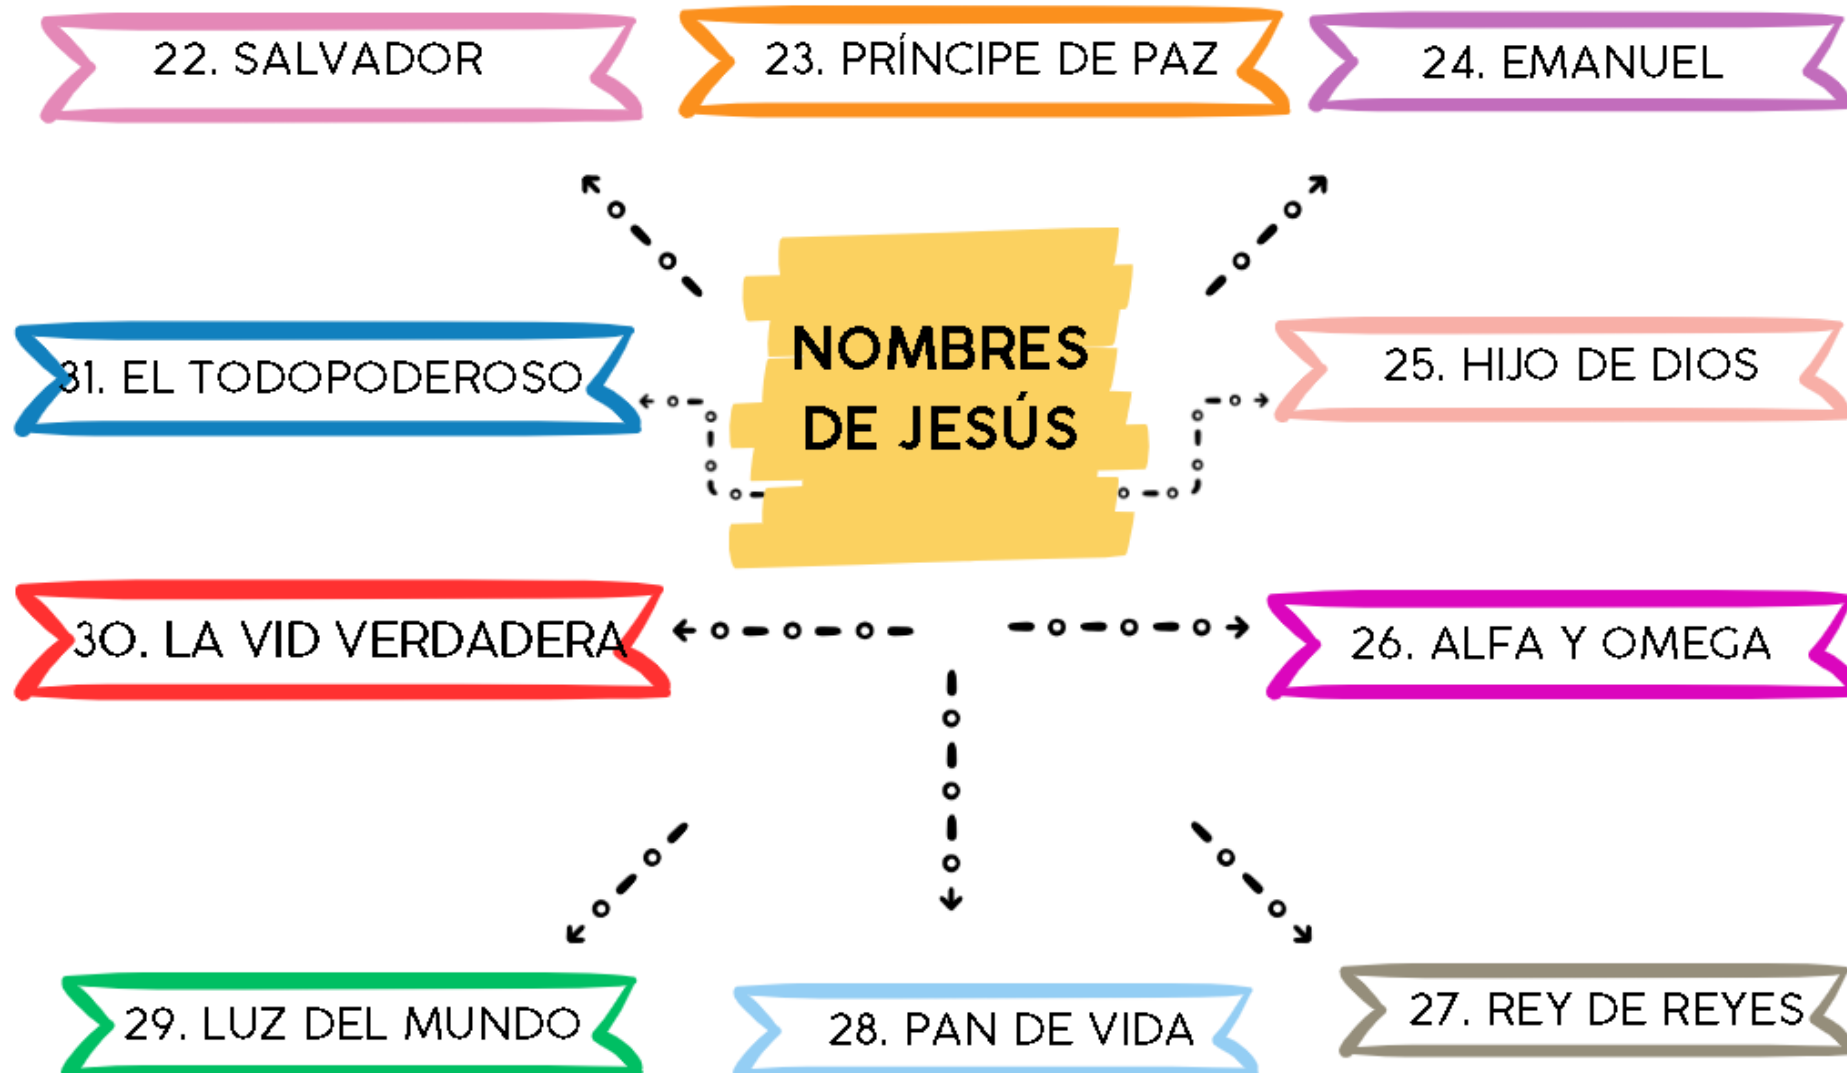 22. SALVADOR
23. PRÍNCIPE DE PAZ
24. EMANUEL
NOMBRES
DE JESÚS
31. EL TODOPODEROSO
25. HIJO DE DIOS
30. LA VID VERDADERA
26. ALFA Y OMEGA
29. LUZ DEL MUNDO
28. PAN DE VIDA
27. REY DE REYES